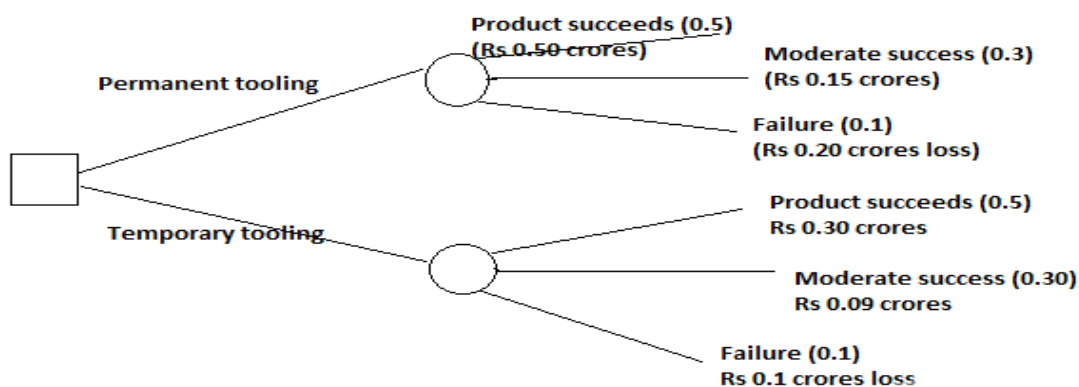 Product succeeds (0.5)
(Rs 0.50 crores)
Permanent tooling
Moderate success (0.3)
(Rs 0.15 crores)
Failure (0.1)
(Rs 0.20 crores loss)
Temporary tooling
Product succeeds (0.5)
Rs 0.30 crores
Moderate success (0.30)
Rs 0.09 crores
Failure (0.1)
Rs 0.1 crores loss